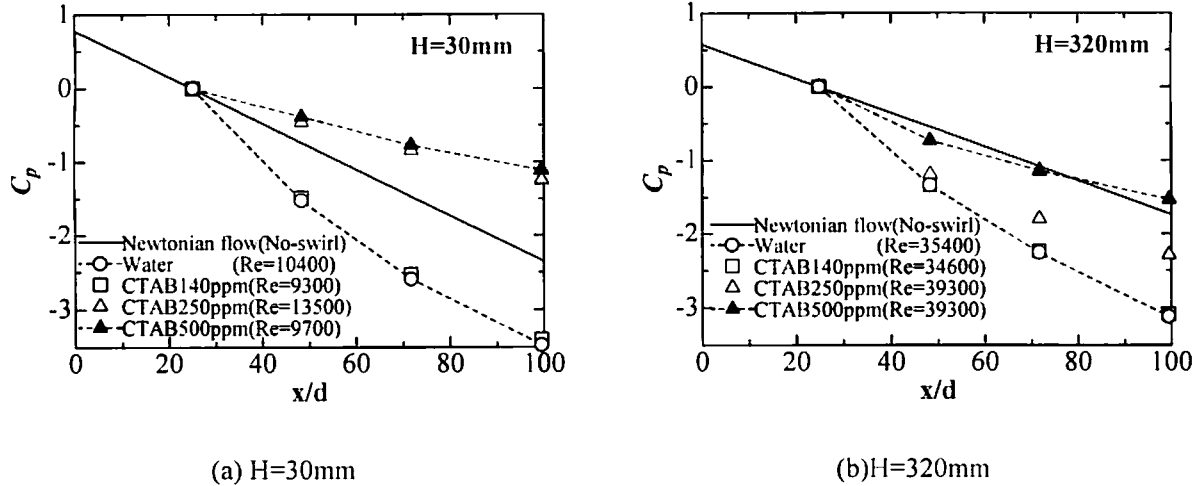 1
0
-1
-2
-3
C_p
H=30mm
Newtonian flow(No-swirl)
Water (Re=10400)
CTAB140ppm(Re=9300)
CTAB250ppm(Re=13500)
CTAB500ppm(Re=9700)
0 20 40 60 80 100
x/d
(a) H=30mm
1
0
-1
-2
-3
C_p
H=320mm
Newtonian flow(No-swirl)
Water (Re=35400)
CTAB140ppm(Re=34600)
CTAB250ppm(Re=39300)
CTAB500ppm(Re=39300)
0 20 40 60 80 100
x/d
(b)H=320mm